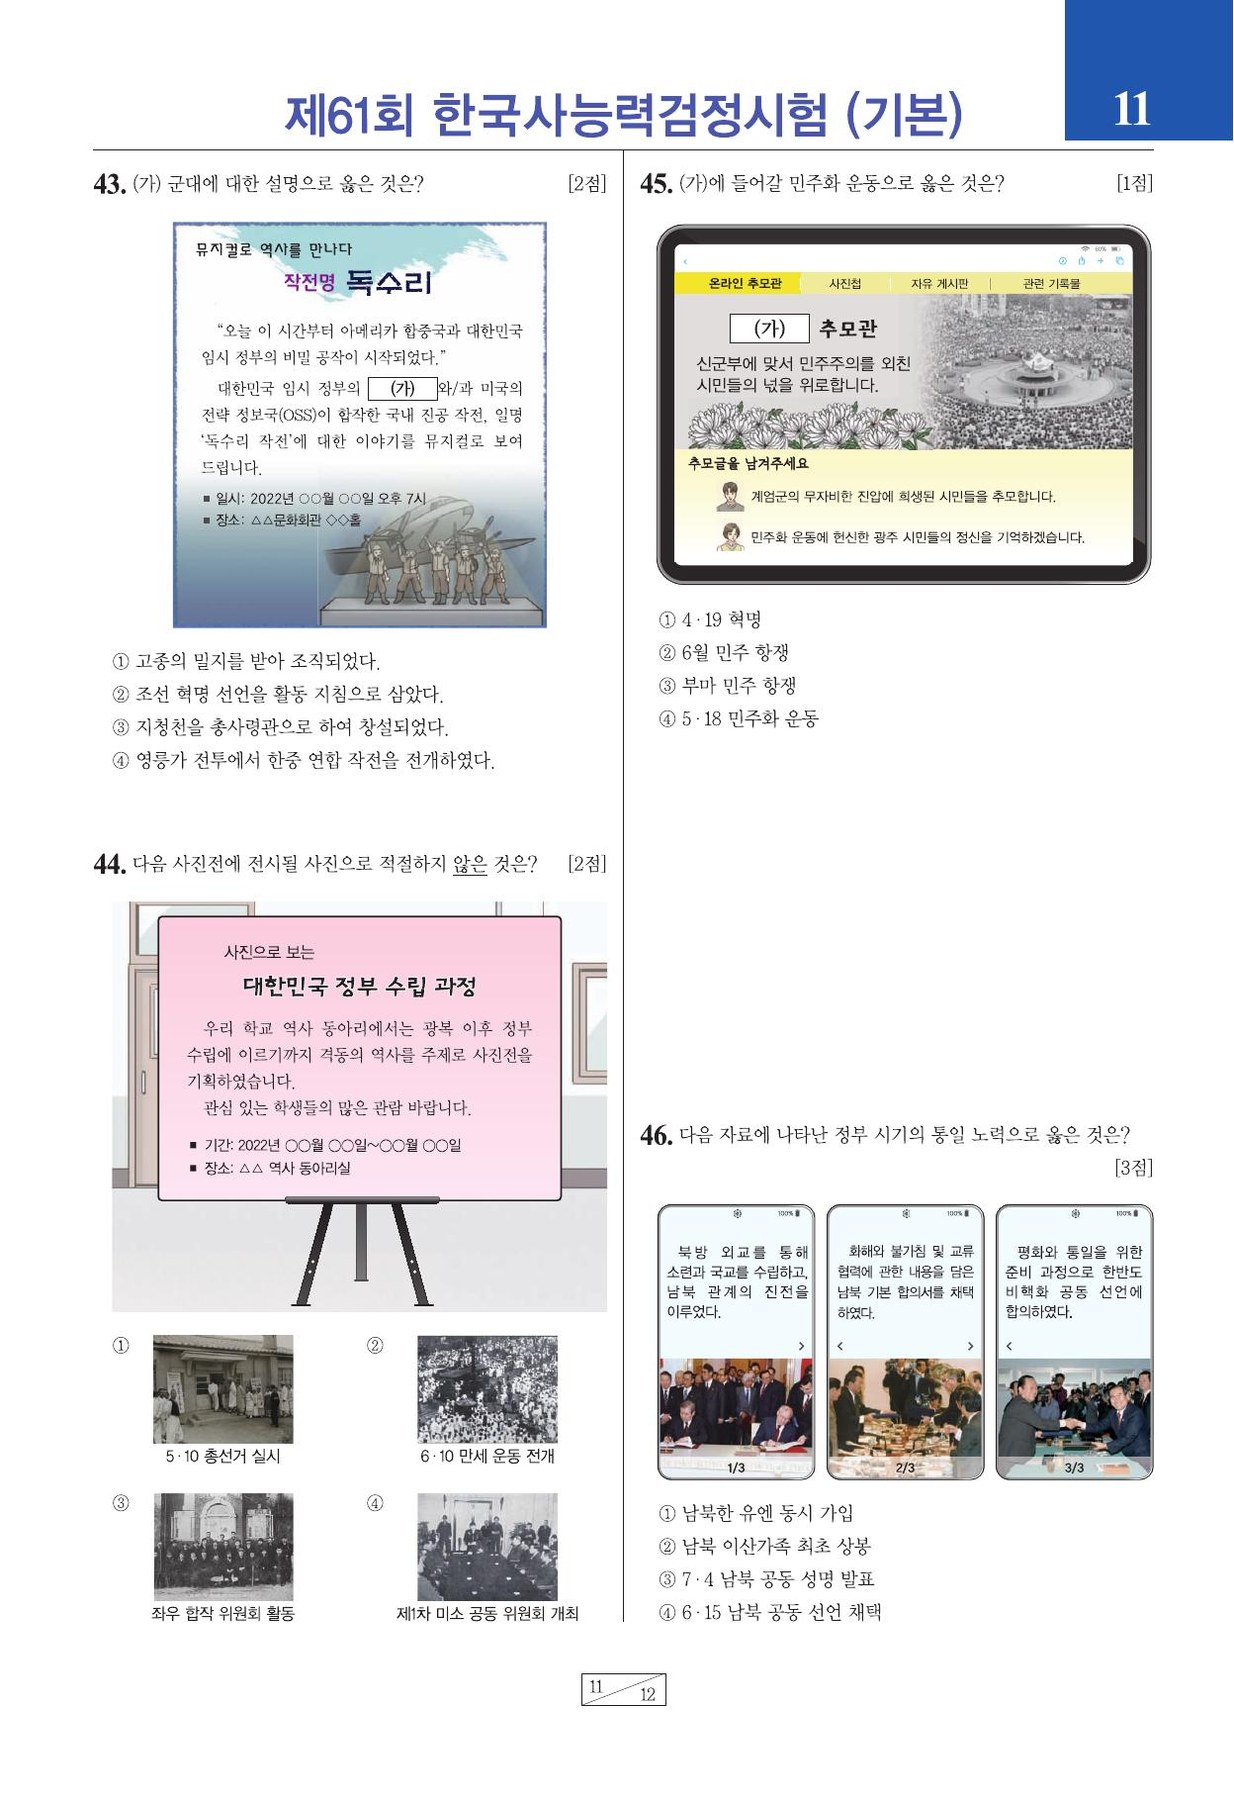 제61회 한국사능력검정시험 (기본)
11
43. (가) 군대에 대한 설명으로 옳은 것은? [2점]
뮤지컬로 역사를 만나다
작전명 독수리
“오늘 이 시간부터 아메리카 합중국과 대한민국
임시 정부의 비밀 공작이 시작되었다.”
대한민국 임시 정부의 (가) 와/과 미국의
전략 정보국(OSS)이 합작한 국내 진공 작전, 일명
‘독수리 작전’에 대한 이야기를 뮤지컬로 보여
드립니다.
■ 일시: 2022년 ○○월 ○○일 오후 7시
■ 장소: △△문화회관 ◇◇홀
① 고종의 밀지를 받아 조직되었다.
② 조선 혁명 선언을 활동 지침으로 삼았다.
③ 지청천을 총사령관으로 하여 창설되었다.
④ 영릉가 전투에서 한중 연합 작전을 전개하였다.
44. 다음 사진전에 전시될 사진으로 적절하지 않은 것은? [2점]
사진으로 보는
대한민국 정부 수립 과정
우리 학교 역사 동아리에서는 광복 이후 정부
수립에 이르기까지 격동의 역사를 주제로 사진전을
기획하였습니다.
관심 있는 학생들의 많은 관람 바랍니다.
■ 기간: 2022년 ○○월 ○○일~○○월 ○○일
■ 장소: △△ 역사 동아리실
①
5·10 총선거 실시
②
6·10 만세 운동 전개
③
좌우 합작 위원회 활동
④
제1차 미소 공동 위원회 개최
45. (가)에 들어갈 민주화 운동으로 옳은 것은? [1점]
60%
온라인 추모관 사진첩 자유 게시판 관련 기록물
(가) 추모관
신군부에 맞서 민주주의를 외친
시민들의 넋을 위로합니다.
추모글을 남겨주세요
계엄군의 무자비한 진압에 희생된 시민들을 추모합니다.
민주화 운동에 헌신한 광주 시민들의 정신을 기억하겠습니다.
① 4·19 혁명
② 6월 민주 항쟁
③ 부마 민주 항쟁
④ 5·18 민주화 운동
46. 다음 자료에 나타난 정부 시기의 통일 노력으로 옳은 것은?
[3점]
100%
북방 외교를 통해
소련과 국교를 수립하고,
남북 관계의 진전을
이루었다.
1/3
100%
화해와 불가침 및 교류
협력에 관한 내용을 담은
남북 기본 합의서를 채택
하였다.
2/3
100%
평화와 통일을 위한
준비 과정으로 한반도
비핵화 공동 선언에
합의하였다.
3/3
① 남북한 유엔 동시 가입
② 남북 이산가족 최초 상봉
③ 7·4 남북 공동 성명 발표
④ 6·15 남북 공동 선언 채택
11
12